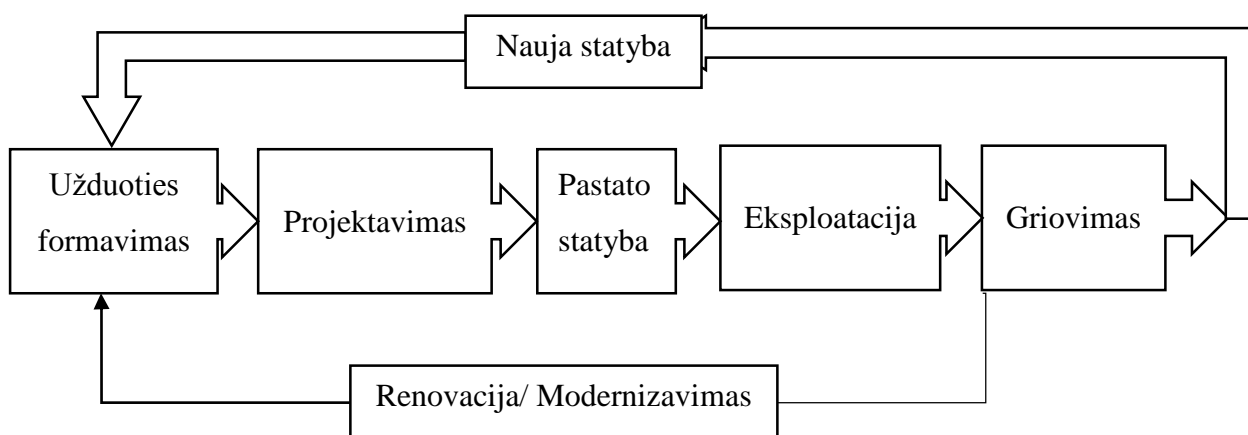 Nauja statyba
Užduoties
formavimas
Projektavimas
Pastato
statyba
Eksploatacija
Griovimas
Renovacija/ Modernizavimas